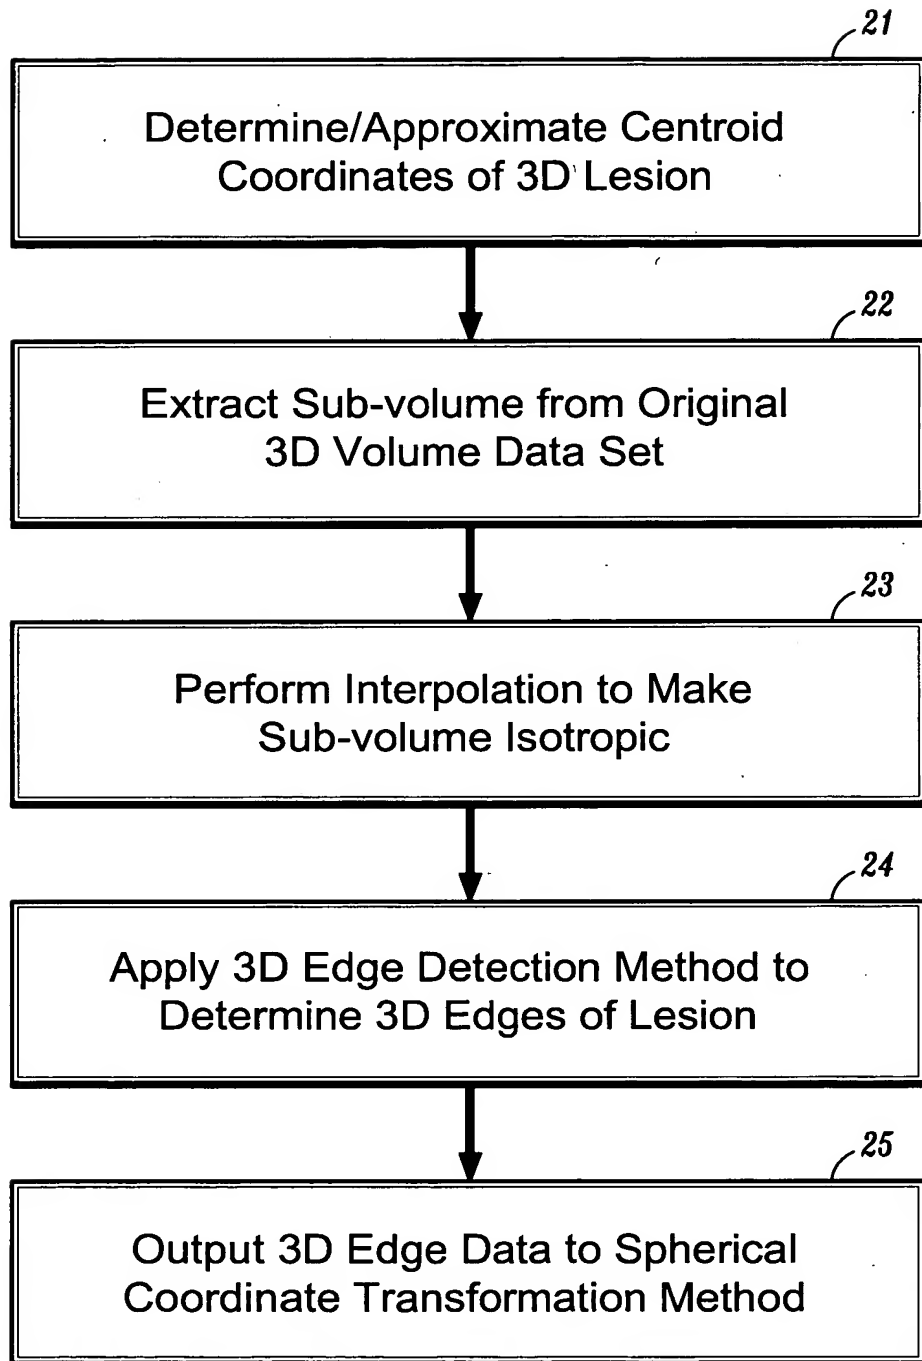 21
Determine/Approximate Centroid
Coordinates of 3D Lesion
22
Extract Sub-volume from Original
3D Volume Data Set
23
Perform Interpolation to Make
Sub-volume Isotropic
24
Apply 3D Edge Detection Method to
Determine 3D Edges of Lesion
25
Output 3D Edge Data to Spherical
Coordinate Transformation Method